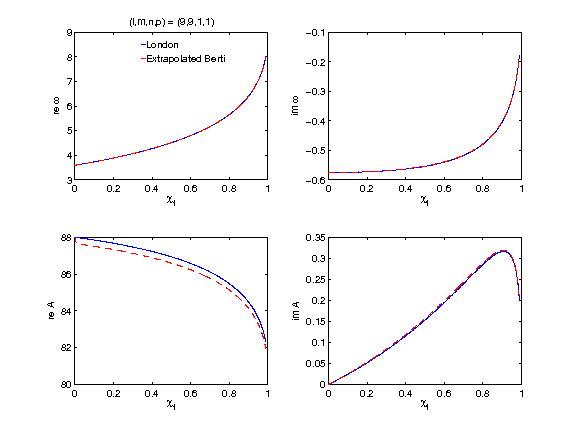 (l,m,n,p) = (9,9,1,1)
9
8
7
6
5
4
3
re ω
London
Extrapolated Berti
0 0.2 0.4 0.6 0.8 1
χf
−0.1
−0.2
−0.3
−0.4
−0.5
−0.6
im ω
0 0.2 0.4 0.6 0.8 1
χf
88
86
84
82
80
re A
0 0.2 0.4 0.6 0.8 1
χf
0.35
0.3
0.25
0.2
0.15
0.1
0.05
0
im A
0 0.2 0.4 0.6 0.8 1
χf